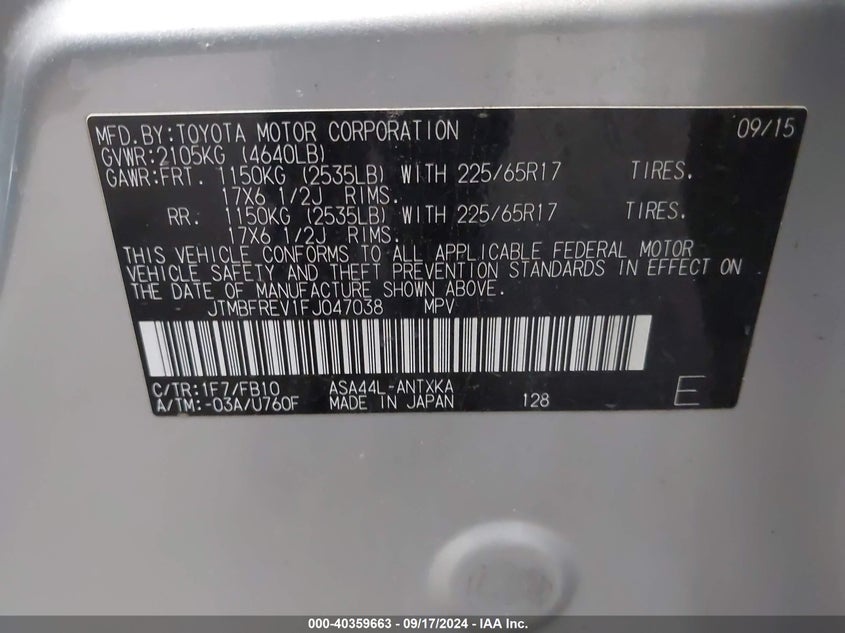 MFD.BY:TOYOTA MOTOR CORPORATION 09/15
GVWR:2105KG (4640LB)
GAWR:FRT. 1150KG (2535LB) WITH 225/65R17 TIRES.
17X6 1/2J RIMS.
RR. 1150KG (2535LB) WITH 225/65R17 TIRES.
17X6 1/2J RIMS.
THIS VEHICLE CONFORMS TO ALL APPLICABLE FEDERAL MOTOR
VEHICLE SAFETY AND THEFT PREVENTION STANDARDS IN EFFECT ON
THE DATE OF MANUFACTURE SHOWN ABOVE.
JTMBFREV1FJ047038 MPV
C/TR:1F7/FB10 ASA44L-ANTXKA
A/TM:-03A/U760F MADE IN JAPAN 128 E
000-40359663 - 09/17/2024 - IAA Inc.